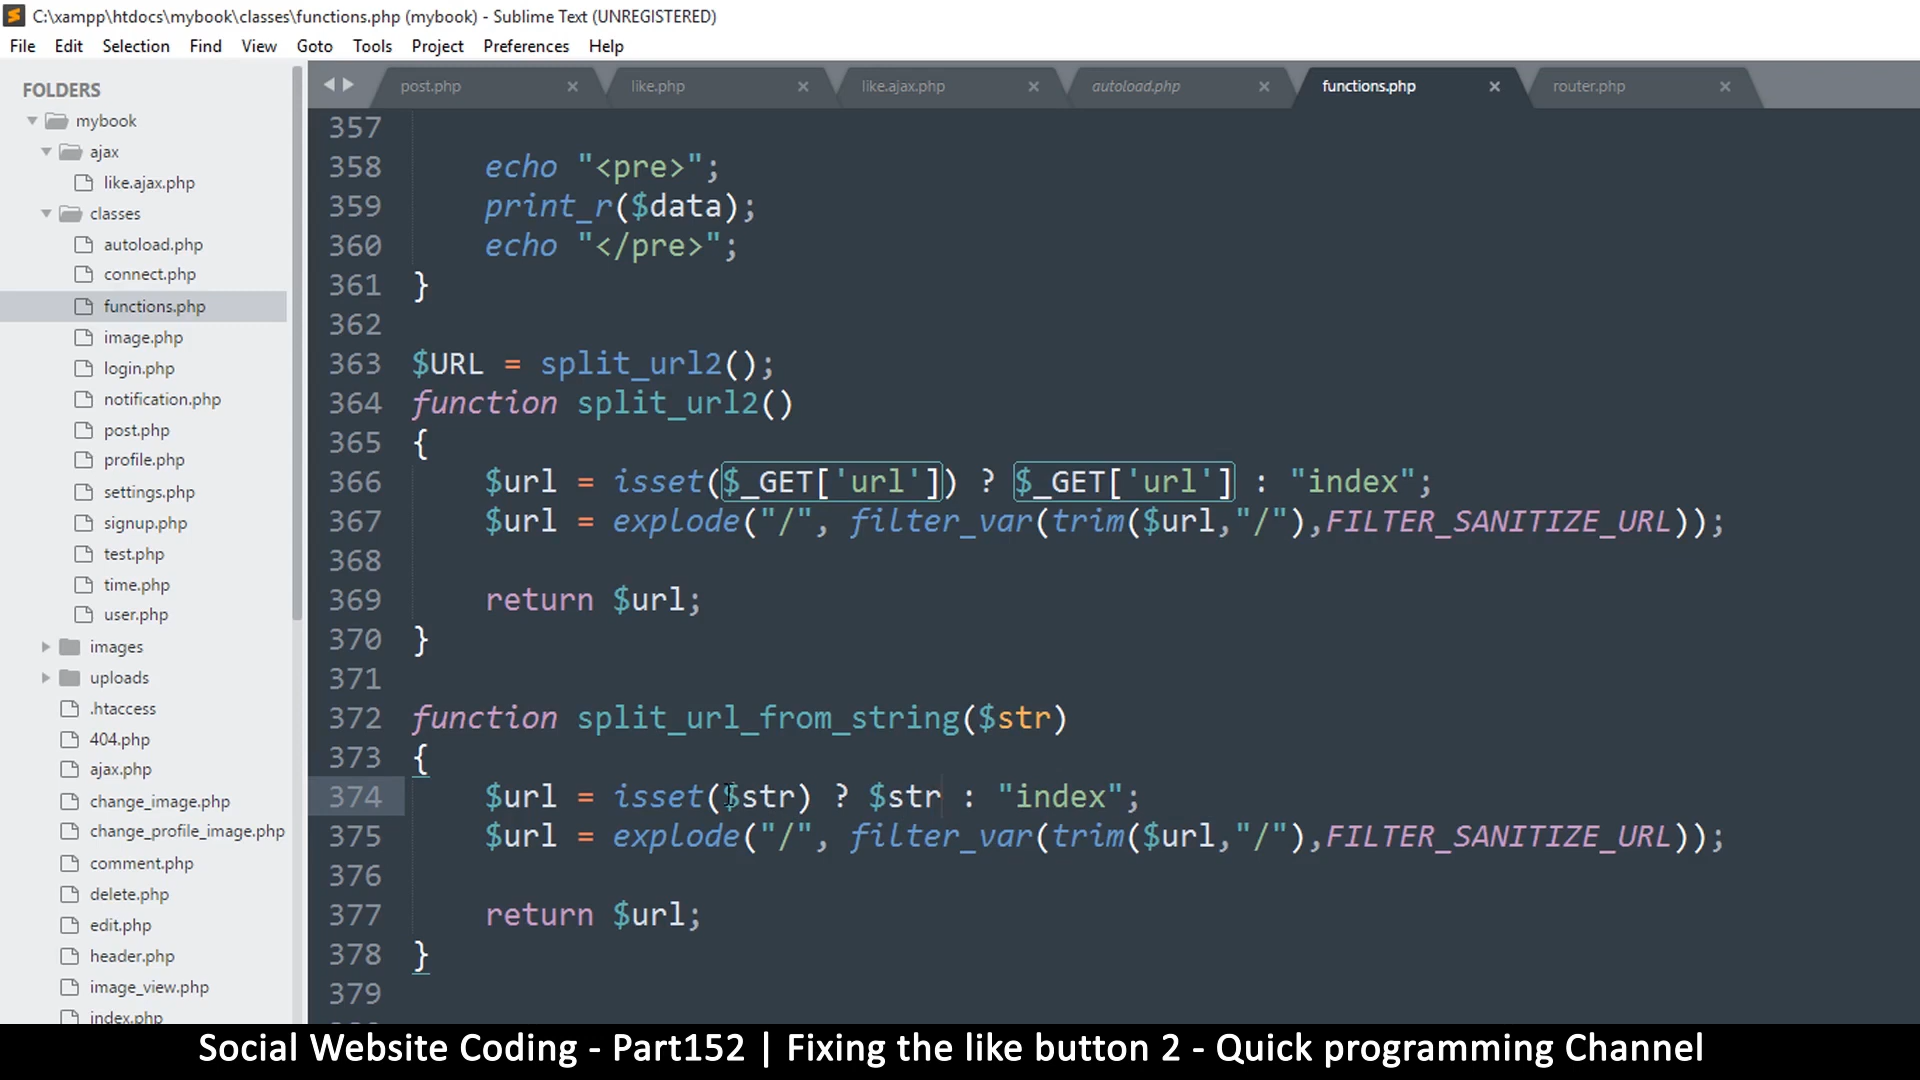 C:\xampp\htdocs\mybook\classes\functions.php (mybook) - Sublime Text (UNREGISTERED)
File Edit Selection Find View Goto Tools Project Preferences Help
post.php like.php like.ajax.php autoload.php functions.php router.php
FOLDERS
mybook
ajax
like.ajax.php
classes
autoload.php
connect.php
functions.php
image.php
login.php
notification.php
post.php
profile.php
settings.php
signup.php
test.php
time.php
user.php
images
uploads
.htaccess
404.php
ajax.php
change_image.php
change_profile_image.php
comment.php
delete.php
edit.php
header.php
image_view.php
index.php
357
358 echo "<pre>";
359 print_r($data);
360 echo "</pre>";
361 }
362
363 $URL = split_url2();
364 function split_url2()
365 {
366 $url = isset($_GET['url']) ? $_GET['url'] : "index";
367 $url = explode("/", filter_var(trim($url,"/"),FILTER_SANITIZE_URL));
368
369 return $url;
370 }
371
372 function split_url_from_string($str)
373 {
374 $url = isset($str) ? $str : "index";
375 $url = explode("/", filter_var(trim($url,"/"),FILTER_SANITIZE_URL));
376
377 return $url;
378 }
379
Social Website Coding - Part152 | Fixing the like button 2 - Quick programming Channel